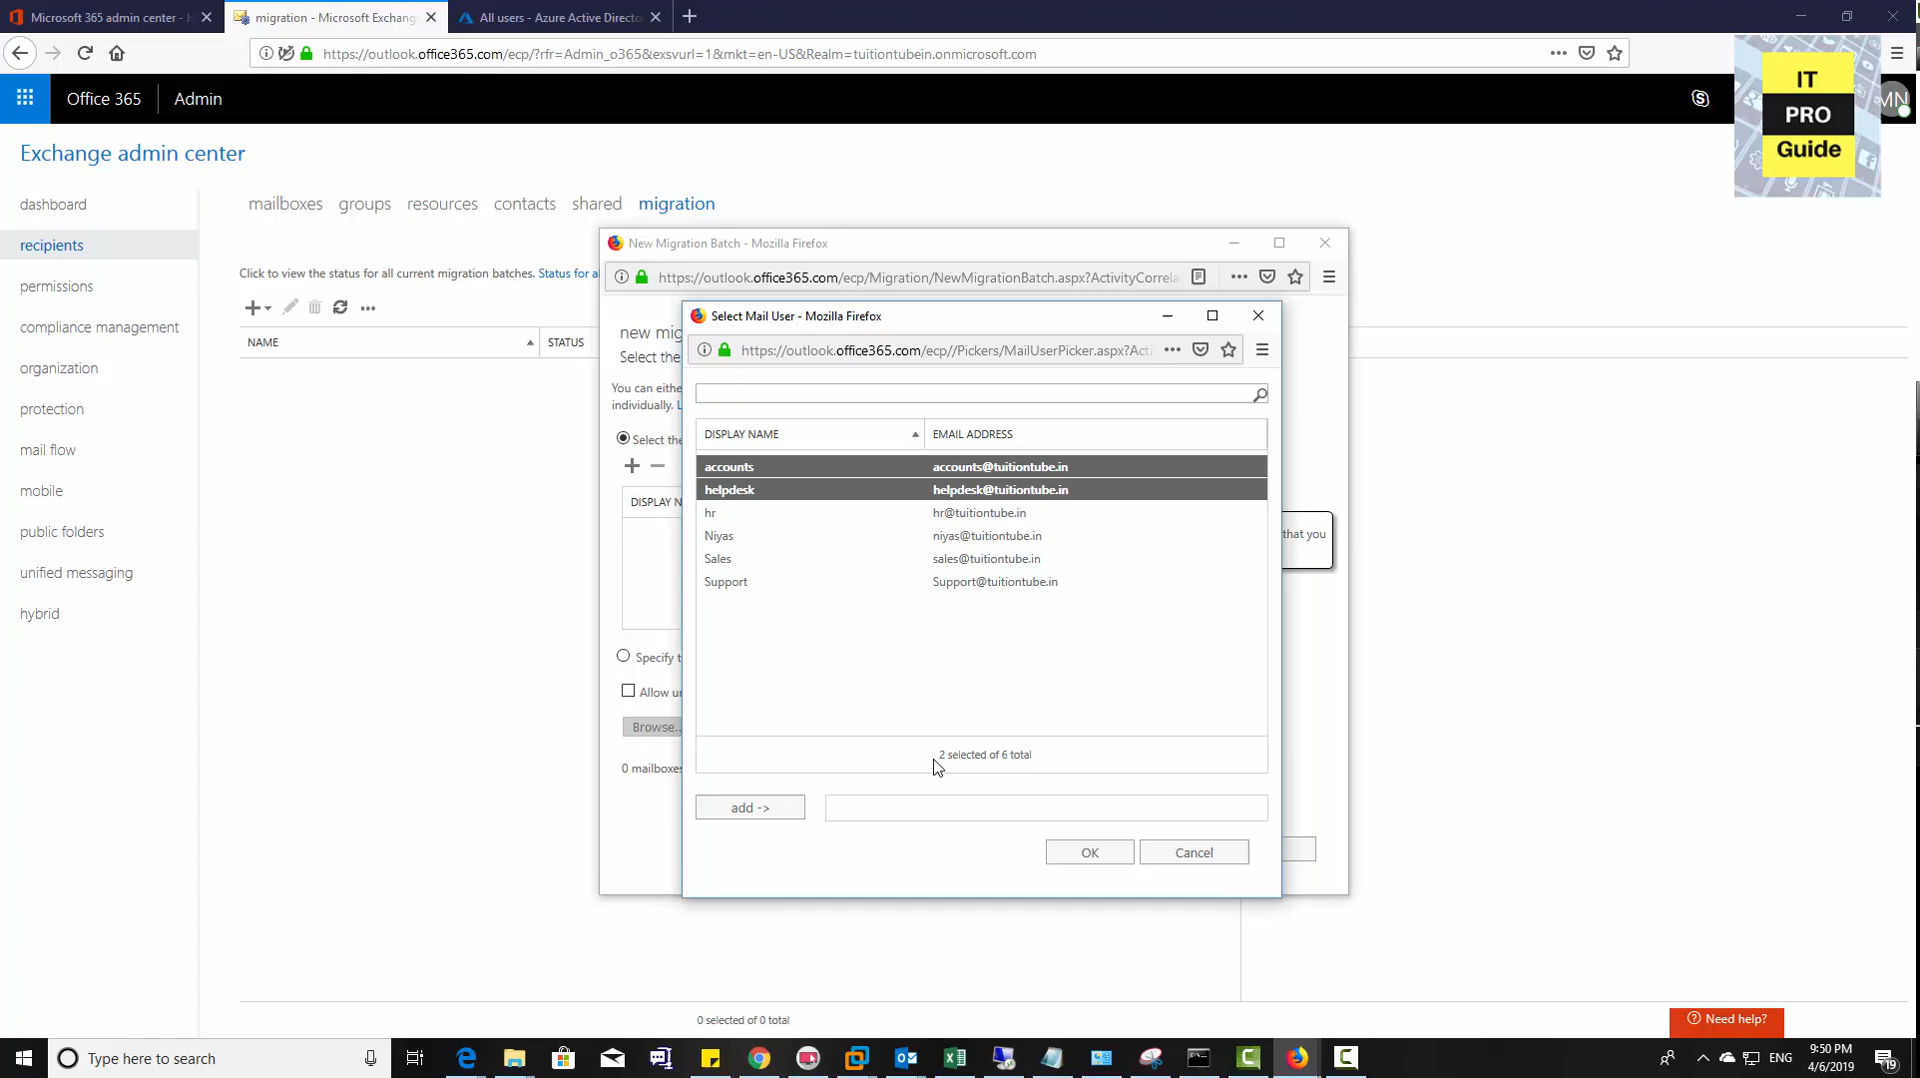 Microsoft 365 admin center - H
migration - Microsoft Exchang
All users - Azure Active Directo
https://outlook.office365.com/ecp/?rfr=Admin_o365&exsvurl=1&mkt=en-US&Realm=tuitiontubein.onmicrosoft.com
Office 365
Admin
MN
IT
PRO
Guide
Exchange admin center
dashboard
recipients
permissions
compliance management
organization
protection
mail flow
mobile
public folders
unified messaging
hybrid
mailboxes groups resources contacts shared migration
Click to view the status for all current migration batches. Status for a
NAME
STATUS
New Migration Batch - Mozilla Firefox
https://outlook.office365.com/ecp/Migration/NewMigrationBatch.aspx?ActivityCorrela
new mig
Select the
You can eithe
individually. L
Select the
DISPLAY N
Specify t
Allow un
Browse..
0 mailboxes
that you
Select Mail User - Mozilla Firefox
https://outlook.office365.com/ecp//Pickers/MailUserPicker.aspx?Acti
DISPLAY NAME EMAIL ADDRESS
accounts accounts@tuitiontube.in
helpdesk helpdesk@tuitiontube.in
hr hr@tuitiontube.in
Niyas niyas@tuitiontube.in
Sales sales@tuitiontube.in
Support Support@tuitiontube.in
2 selected of 6 total
add ->
OK
Cancel
0 selected of 0 total
Need help?
Type here to search
ENG
9:50 PM
4/6/2019
19